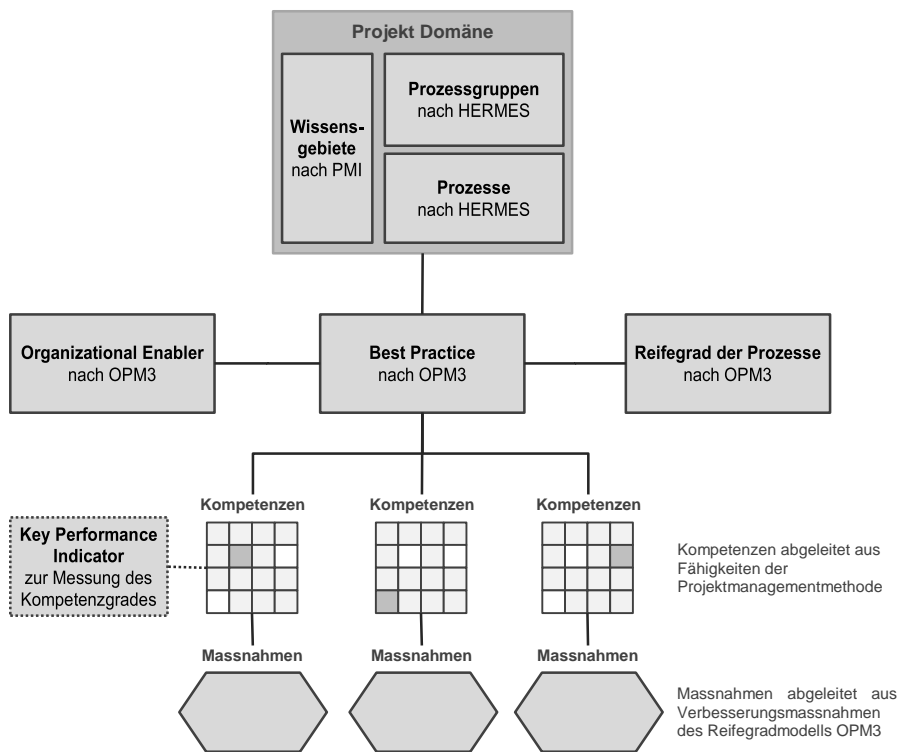 Projekt Domäne
Wissens-
gebiete
nach PMI
Prozessgruppen
nach HERMES
Prozesse
nach HERMES
Organizational Enabler
nach OPM3
Best Practice
nach OPM3
Reifegrad der Prozesse
nach OPM3
Kompetenzen
Kompetenzen
Kompetenzen
Key Performance
Indicator
zur Messung des
Kompetenzgrades
Kompetenzen abgeleitet aus
Fähigkeiten der
Projektmanagementmethode
Massnahmen
Massnahmen
Massnahmen
Massnahmen abgeleitet aus
Verbesserungsmassnahmen
des Reifegradmodells OPM3